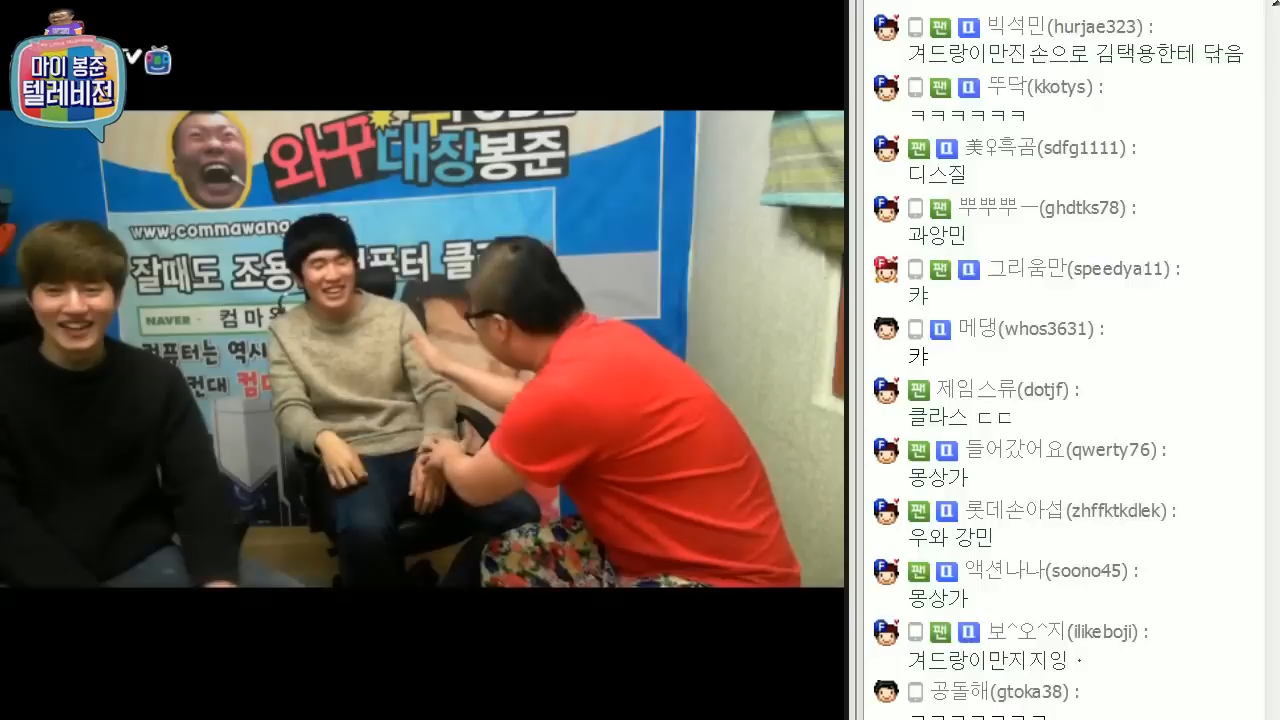 마이 봉준
텔레비전
TV
와꾸대장봉준
www.commawang
잘때도 조용
퓨터
NAVER
컴마왕
컴퓨터는 역시
빅석민(hurjae323) :
겨드랑이만진손으로 김택용한테 닦음
뚜닥(kkotys) :
ㅋㅋㅋㅋㅋㅋ
美우흑곰(sdfg1111) :
디스질
뿌뿌뿌ㅡ(ghdtks78) :
과앙민
그리움만(speedya11) :
캬
메댕(whos3631) :
캬
제임스류(dotjf) :
클라스 ㄷㄷ
들어갔어요(qwerty76) :
몽상가
롯데손아섭(zhffktkdlek) :
우와 강민
액션나나(soono45) :
몽상가
보^오^지(ilikeboji) :
겨드랑이만지지잉 .
공돌해(gtoka38) :